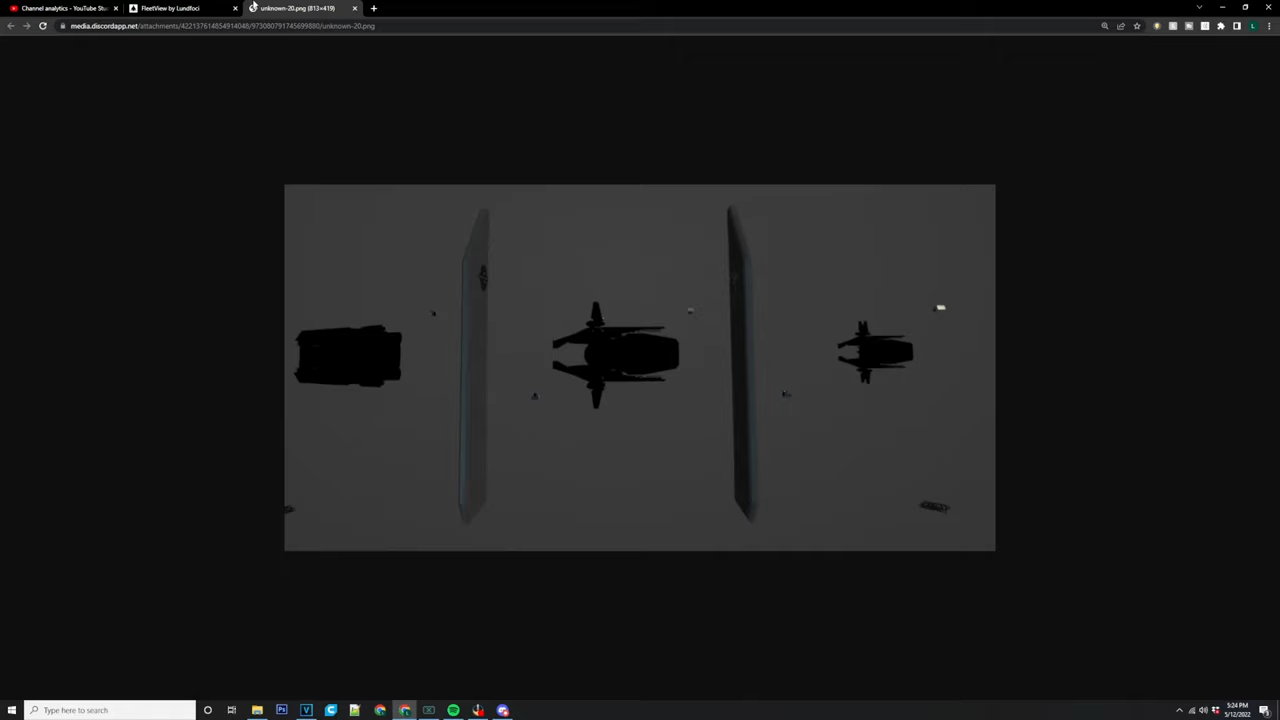 Channel analytics - YouTube Stu
FleetView by Lundfoci
unknown-20.png (813×419)
media.discordapp.net/attachments/422137614854914048/973080791745699880/unknown-20.png
L
Ps
V
Type here to search
5:24 PM
5/12/2022